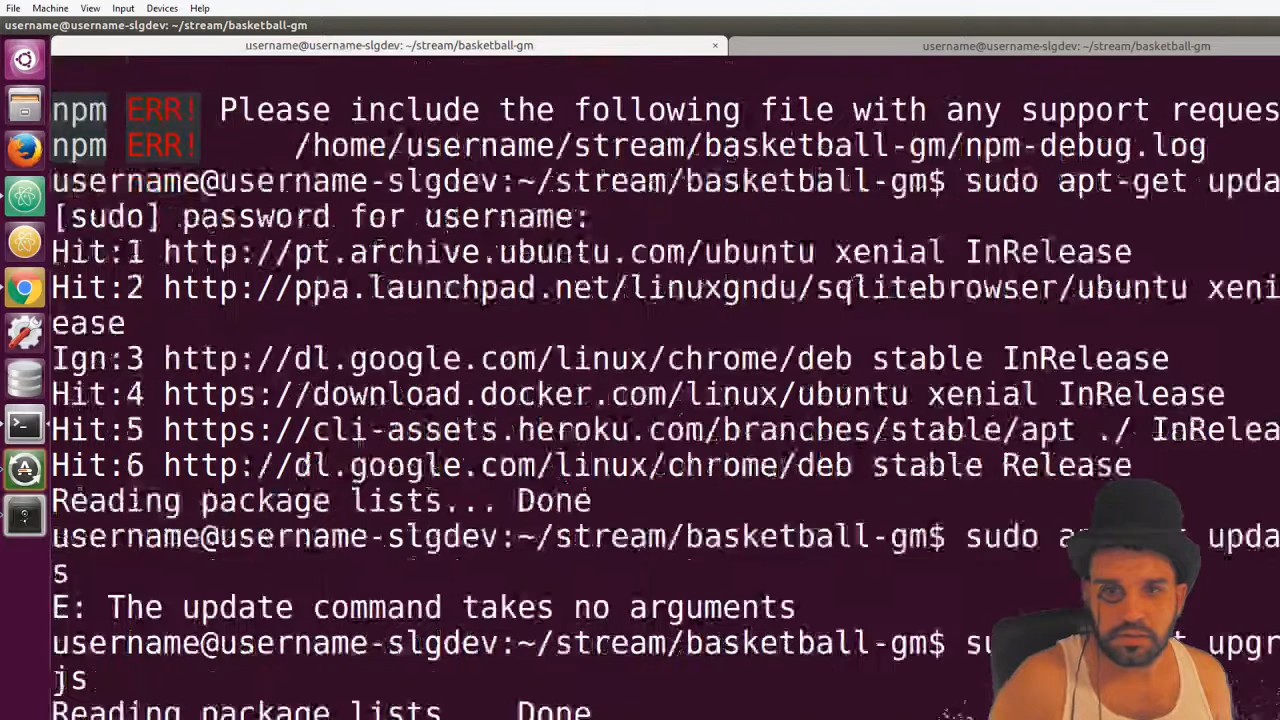 File Machine View Input Devices Help
username@username-slgdev: ~/stream/basketball-gm
username@username-slgdev: ~/stream/basketball-gm × username@username-slgdev: ~/stream/basketball-gm
npm ERR! Please include the following file with any support reques
npm ERR! /home/username/stream/basketball-gm/npm-debug.log
username@username-slgdev:~/stream/basketball-gm$ sudo apt-get upda
[sudo] password for username:
Hit:1 http://pt.archive.ubuntu.com/ubuntu xenial InRelease
Hit:2 http://ppa.launchpad.net/linuxgndu/sqlitebrowser/ubuntu xeni
ease
Ign:3 http://dl.google.com/linux/chrome/deb stable InRelease
Hit:4 https://download.docker.com/linux/ubuntu xenial InRelease
Hit:5 https://cli-assets.heroku.com/branches/stable/apt ./ InRelea
Hit:6 http://dl.google.com/linux/chrome/deb stable Release
Reading package lists... Done
username@username-slgdev:~/stream/basketball-gm$ sudo upda
s
E: The update command takes no arguments
username@username-slgdev:~/stream/basketball-gm$ upgr
js
Reading package lists Done